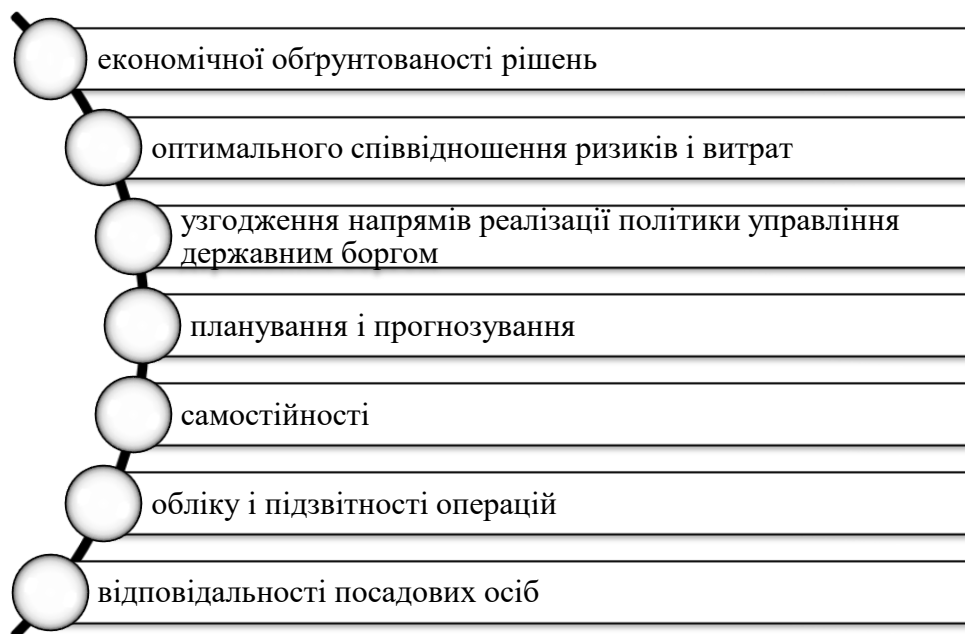 економічної обґрунтованості рішень
оптимального співвідношення ризиків і витрат
узгодження напрямів реалізації політики управління
державним боргом
планування і прогнозування
самостійності
обліку і підзвітності операцій
відповідальності посадових осіб